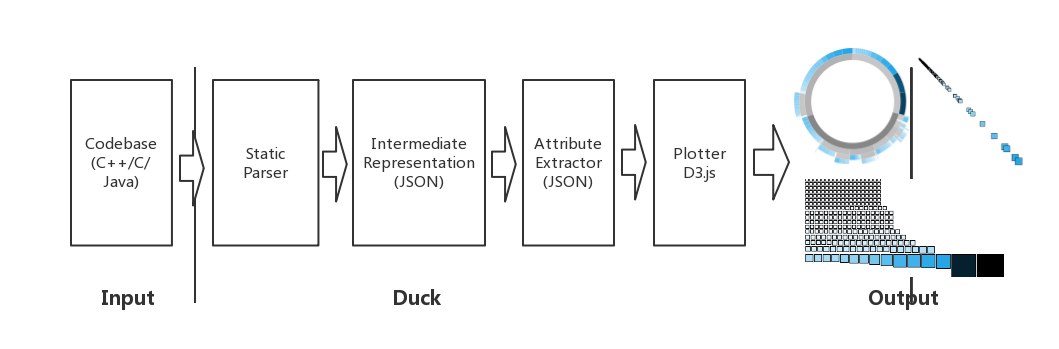 Codebase
(C++/C/
Java)
Static
Parser
Intermediate
Representation
(JSON)
Attribute
Extractor
(JSON)
Plotter
D3.js
Input
Duck
Output